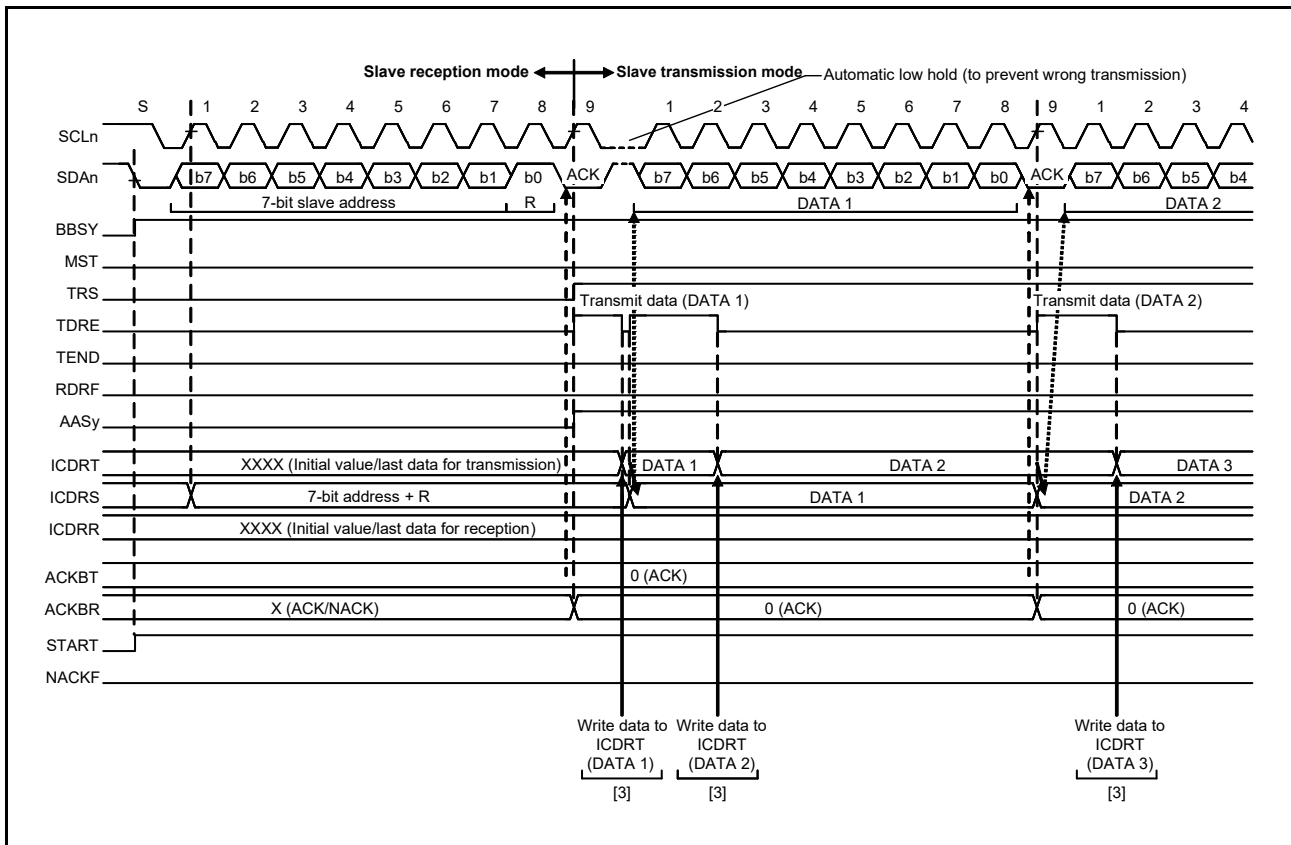 Slave reception mode Slave transmission mode Automatic low hold (to prevent wrong transmission)
S 1 2 3 4 5 6 7 8 9 1 2 3 4 5 6 7 8 9 1 2 3 4
SCLn
SDAn b7 b6 b5 b4 b3 b2 b1 b0 ACK b7 b6 b5 b4 b3 b2 b1 b0 ACK b7 b6 b5 b4
7-bit slave address R DATA 1 DATA 2
BBSY
MST
TRS
Transmit data (DATA 1) Transmit data (DATA 2)
TDRE
TEND
RDRF
AASy
ICDRT XXXX (Initial value/last data for transmission) DATA 1 DATA 2 DATA 3
ICDRS 7-bit address + R DATA 1 DATA 2
ICDRR XXXX (Initial value/last data for reception)
ACKBT 0 (ACK)
ACKBR X (ACK/NACK) 0 (ACK) 0 (ACK)
START
NACKF
Write data to Write data to Write data to
ICDRT ICDRT ICDRT
(DATA 1) (DATA 2) (DATA 3)
[3] [3] [3]